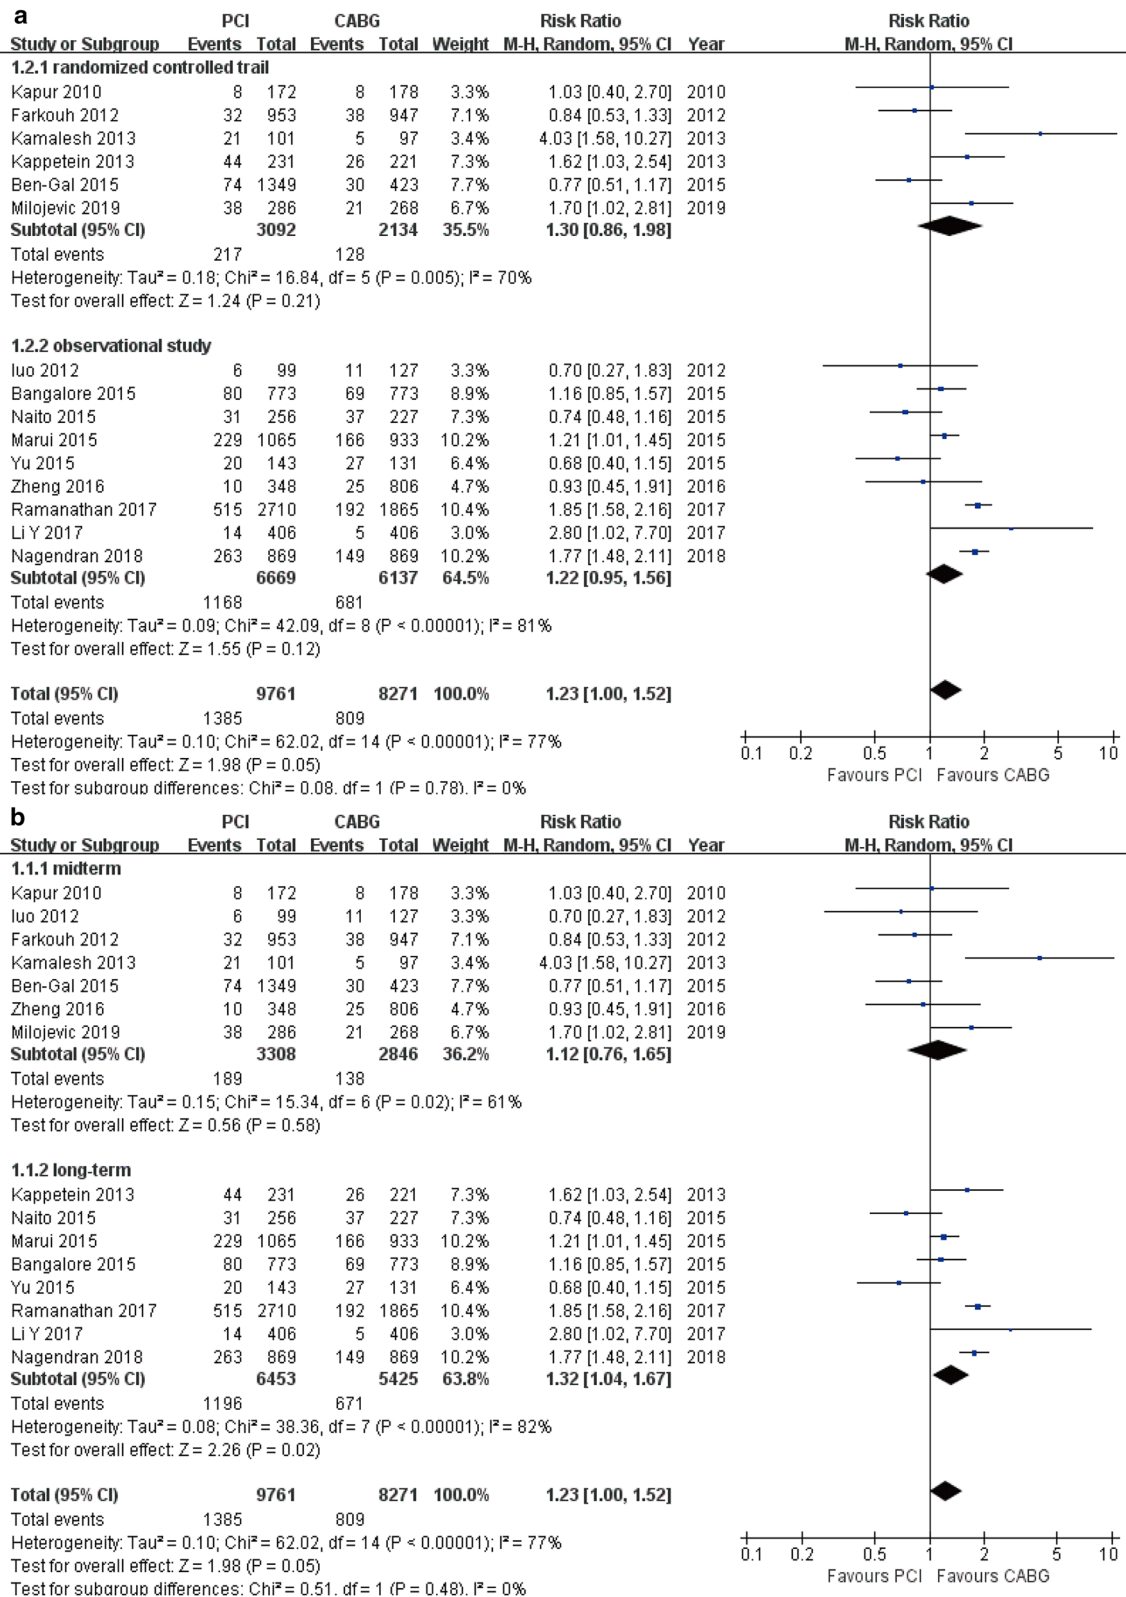 a
PCI CABG Risk Ratio Risk Ratio
Study or Subgroup Events Total Events Total Weight M-H, Random, 95% CI Year M-H, Random, 95% CI
1.2.1 randomized controlled trail
Kapur 2010 8 172 8 178 3.3% 1.03 [0.40, 2.70] 2010
Farkouh 2012 32 953 38 947 7.1% 0.84 [0.53, 1.33] 2012
Kamalesh 2013 21 101 5 97 3.4% 4.03 [1.58, 10.27] 2013
Kappetein 2013 44 231 26 221 7.3% 1.62 [1.03, 2.54] 2013
Ben-Gal 2015 74 1349 30 423 7.7% 0.77 [0.51, 1.17] 2015
Milojevic 2019 38 286 21 268 6.7% 1.70 [1.02, 2.81] 2019
Subtotal (95% CI) 3092 2134 35.5% 1.30 [0.86, 1.98]
Total events 217 128
Heterogeneity: Tau² = 0.18; Chi² = 16.84, df = 5 (P = 0.005); I² = 70%
Test for overall effect: Z = 1.24 (P = 0.21)
1.2.2 observational study
luo 2012 6 99 11 127 3.3% 0.70 [0.27, 1.83] 2012
Bangalore 2015 80 773 69 773 8.9% 1.16 [0.85, 1.57] 2015
Naito 2015 31 256 37 227 7.3% 0.74 [0.48, 1.16] 2015
Marui 2015 229 1065 166 933 10.2% 1.21 [1.01, 1.45] 2015
Yu 2015 20 143 27 131 6.4% 0.68 [0.40, 1.15] 2015
Zheng 2016 10 348 25 806 4.7% 0.93 [0.45, 1.91] 2016
Ramanathan 2017 515 2710 192 1865 10.4% 1.85 [1.58, 2.16] 2017
Li Y 2017 14 406 5 406 3.0% 2.80 [1.02, 7.70] 2017
Nagendran 2018 263 869 149 869 10.2% 1.77 [1.48, 2.11] 2018
Subtotal (95% CI) 6669 6137 64.5% 1.22 [0.95, 1.56]
Total events 1168 681
Heterogeneity: Tau² = 0.09; Chi² = 42.09, df = 8 (P < 0.00001); I² = 81%
Test for overall effect: Z = 1.55 (P = 0.12)
Total (95% CI) 9761 8271 100.0% 1.23 [1.00, 1.52]
Total events 1385 809
Heterogeneity: Tau² = 0.10; Chi² = 62.02, df = 14 (P < 0.00001); I² = 77%
Test for overall effect: Z = 1.98 (P = 0.05)
Test for subgroup differences: Chi² = 0.08, df = 1 (P = 0.78), I² = 0%
0.1 0.2 0.5 1 2 5 10
Favours PCI Favours CABG
b
PCI CABG Risk Ratio Risk Ratio
Study or Subgroup Events Total Events Total Weight M-H, Random, 95% CI Year M-H, Random, 95% CI
1.1.1 midterm
Kapur 2010 8 172 8 178 3.3% 1.03 [0.40, 2.70] 2010
luo 2012 6 99 11 127 3.3% 0.70 [0.27, 1.83] 2012
Farkouh 2012 32 953 38 947 7.1% 0.84 [0.53, 1.33] 2012
Kamalesh 2013 21 101 5 97 3.4% 4.03 [1.58, 10.27] 2013
Ben-Gal 2015 74 1349 30 423 7.7% 0.77 [0.51, 1.17] 2015
Zheng 2016 10 348 25 806 4.7% 0.93 [0.45, 1.91] 2016
Milojevic 2019 38 286 21 268 6.7% 1.70 [1.02, 2.81] 2019
Subtotal (95% CI) 3308 2846 36.2% 1.12 [0.76, 1.65]
Total events 189 138
Heterogeneity: Tau² = 0.15; Chi² = 15.34, df = 6 (P = 0.02); I² = 61%
Test for overall effect: Z = 0.56 (P = 0.58)
1.1.2 long-term
Kappetein 2013 44 231 26 221 7.3% 1.62 [1.03, 2.54] 2013
Naito 2015 31 256 37 227 7.3% 0.74 [0.48, 1.16] 2015
Marui 2015 229 1065 166 933 10.2% 1.21 [1.01, 1.45] 2015
Bangalore 2015 80 773 69 773 8.9% 1.16 [0.85, 1.57] 2015
Yu 2015 20 143 27 131 6.4% 0.68 [0.40, 1.15] 2015
Ramanathan 2017 515 2710 192 1865 10.4% 1.85 [1.58, 2.16] 2017
Li Y 2017 14 406 5 406 3.0% 2.80 [1.02, 7.70] 2017
Nagendran 2018 263 869 149 869 10.2% 1.77 [1.48, 2.11] 2018
Subtotal (95% CI) 6453 5425 63.8% 1.32 [1.04, 1.67]
Total events 1196 671
Heterogeneity: Tau² = 0.08; Chi² = 38.36, df = 7 (P < 0.00001); I² = 82%
Test for overall effect: Z = 2.26 (P = 0.02)
Total (95% CI) 9761 8271 100.0% 1.23 [1.00, 1.52]
Total events 1385 809
Heterogeneity: Tau² = 0.10; Chi² = 62.02, df = 14 (P < 0.00001); I² = 77%
Test for overall effect: Z = 1.98 (P = 0.05)
Test for subgroup differences: Chi² = 0.51, df = 1 (P = 0.48), I² = 0%
0.1 0.2 0.5 1 2 5 10
Favours PCI Favours CABG